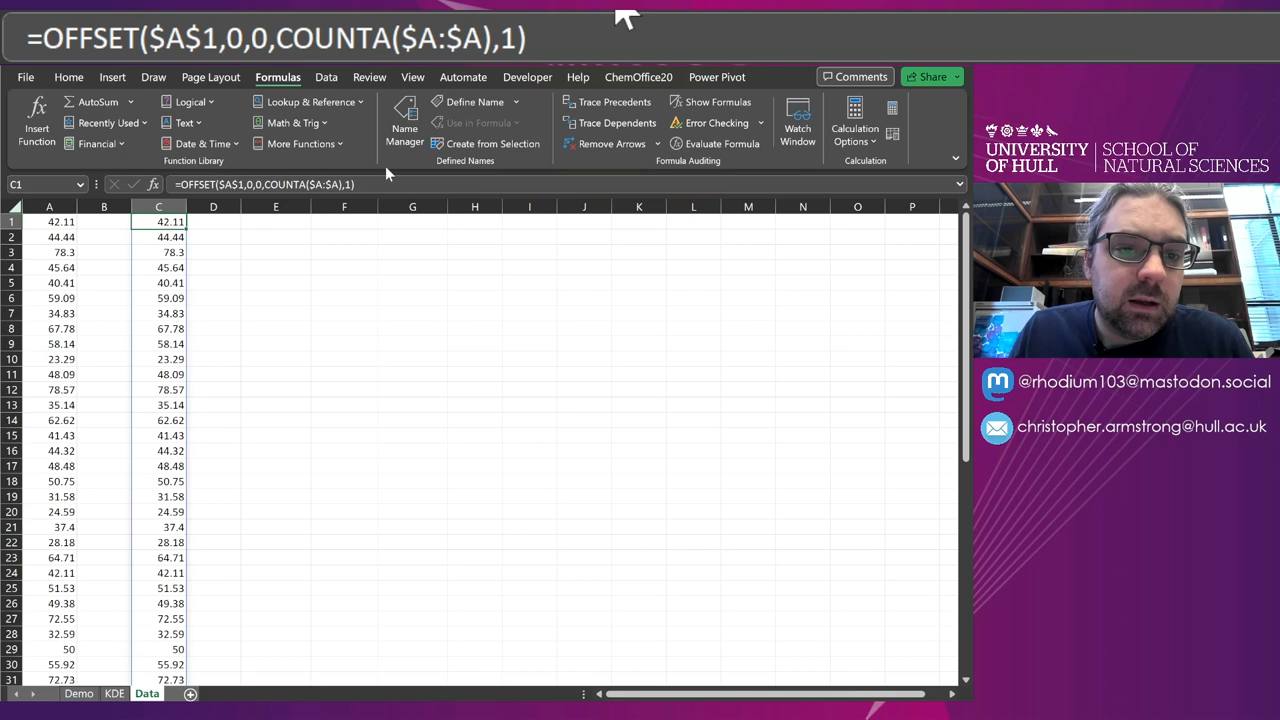 =OFFSET($A$1,0,0,COUNTA($A:$A),1)
File Home Insert Draw Page Layout Formulas Data Review View Automate Developer Help ChemOffice20 Power Pivot Comments Share
Insert Function
AutoSum
Recently Used
Financial
Logical
Text
Date & Time
Lookup & Reference
Math & Trig
More Functions
Function Library
Name Manager
Define Name
Use in Formula
Create from Selection
Defined Names
Trace Precedents
Trace Dependents
Remove Arrows
Show Formulas
Error Checking
Evaluate Formula
Formula Auditing
Watch Window
Calculation Options
Calculation
C1 fx =OFFSET($A$1,0,0,COUNTA($A:$A),1)
A B C D E F G H I J K L M N O P
1 42.11 42.11
2 44.44 44.44
3 78.3 78.3
4 45.64 45.64
5 40.41 40.41
6 59.09 59.09
7 34.83 34.83
8 67.78 67.78
9 58.14 58.14
10 23.29 23.29
11 48.09 48.09
12 78.57 78.57
13 35.14 35.14
14 62.62 62.62
15 41.43 41.43
16 44.32 44.32
17 48.48 48.48
18 50.75 50.75
19 31.58 31.58
20 24.59 24.59
21 37.4 37.4
22 28.18 28.18
23 64.71 64.71
24 42.11 42.11
25 51.53 51.53
26 49.38 49.38
27 72.55 72.55
28 32.59 32.59
29 50 50
30 55.92 55.92
31 72.73 72.73
Demo KDE Data
UNIVERSITY OF HULL
SCHOOL OF NATURAL SCIENCES
@rhodium103@mastodon.social
christopher.armstrong@hull.ac.uk